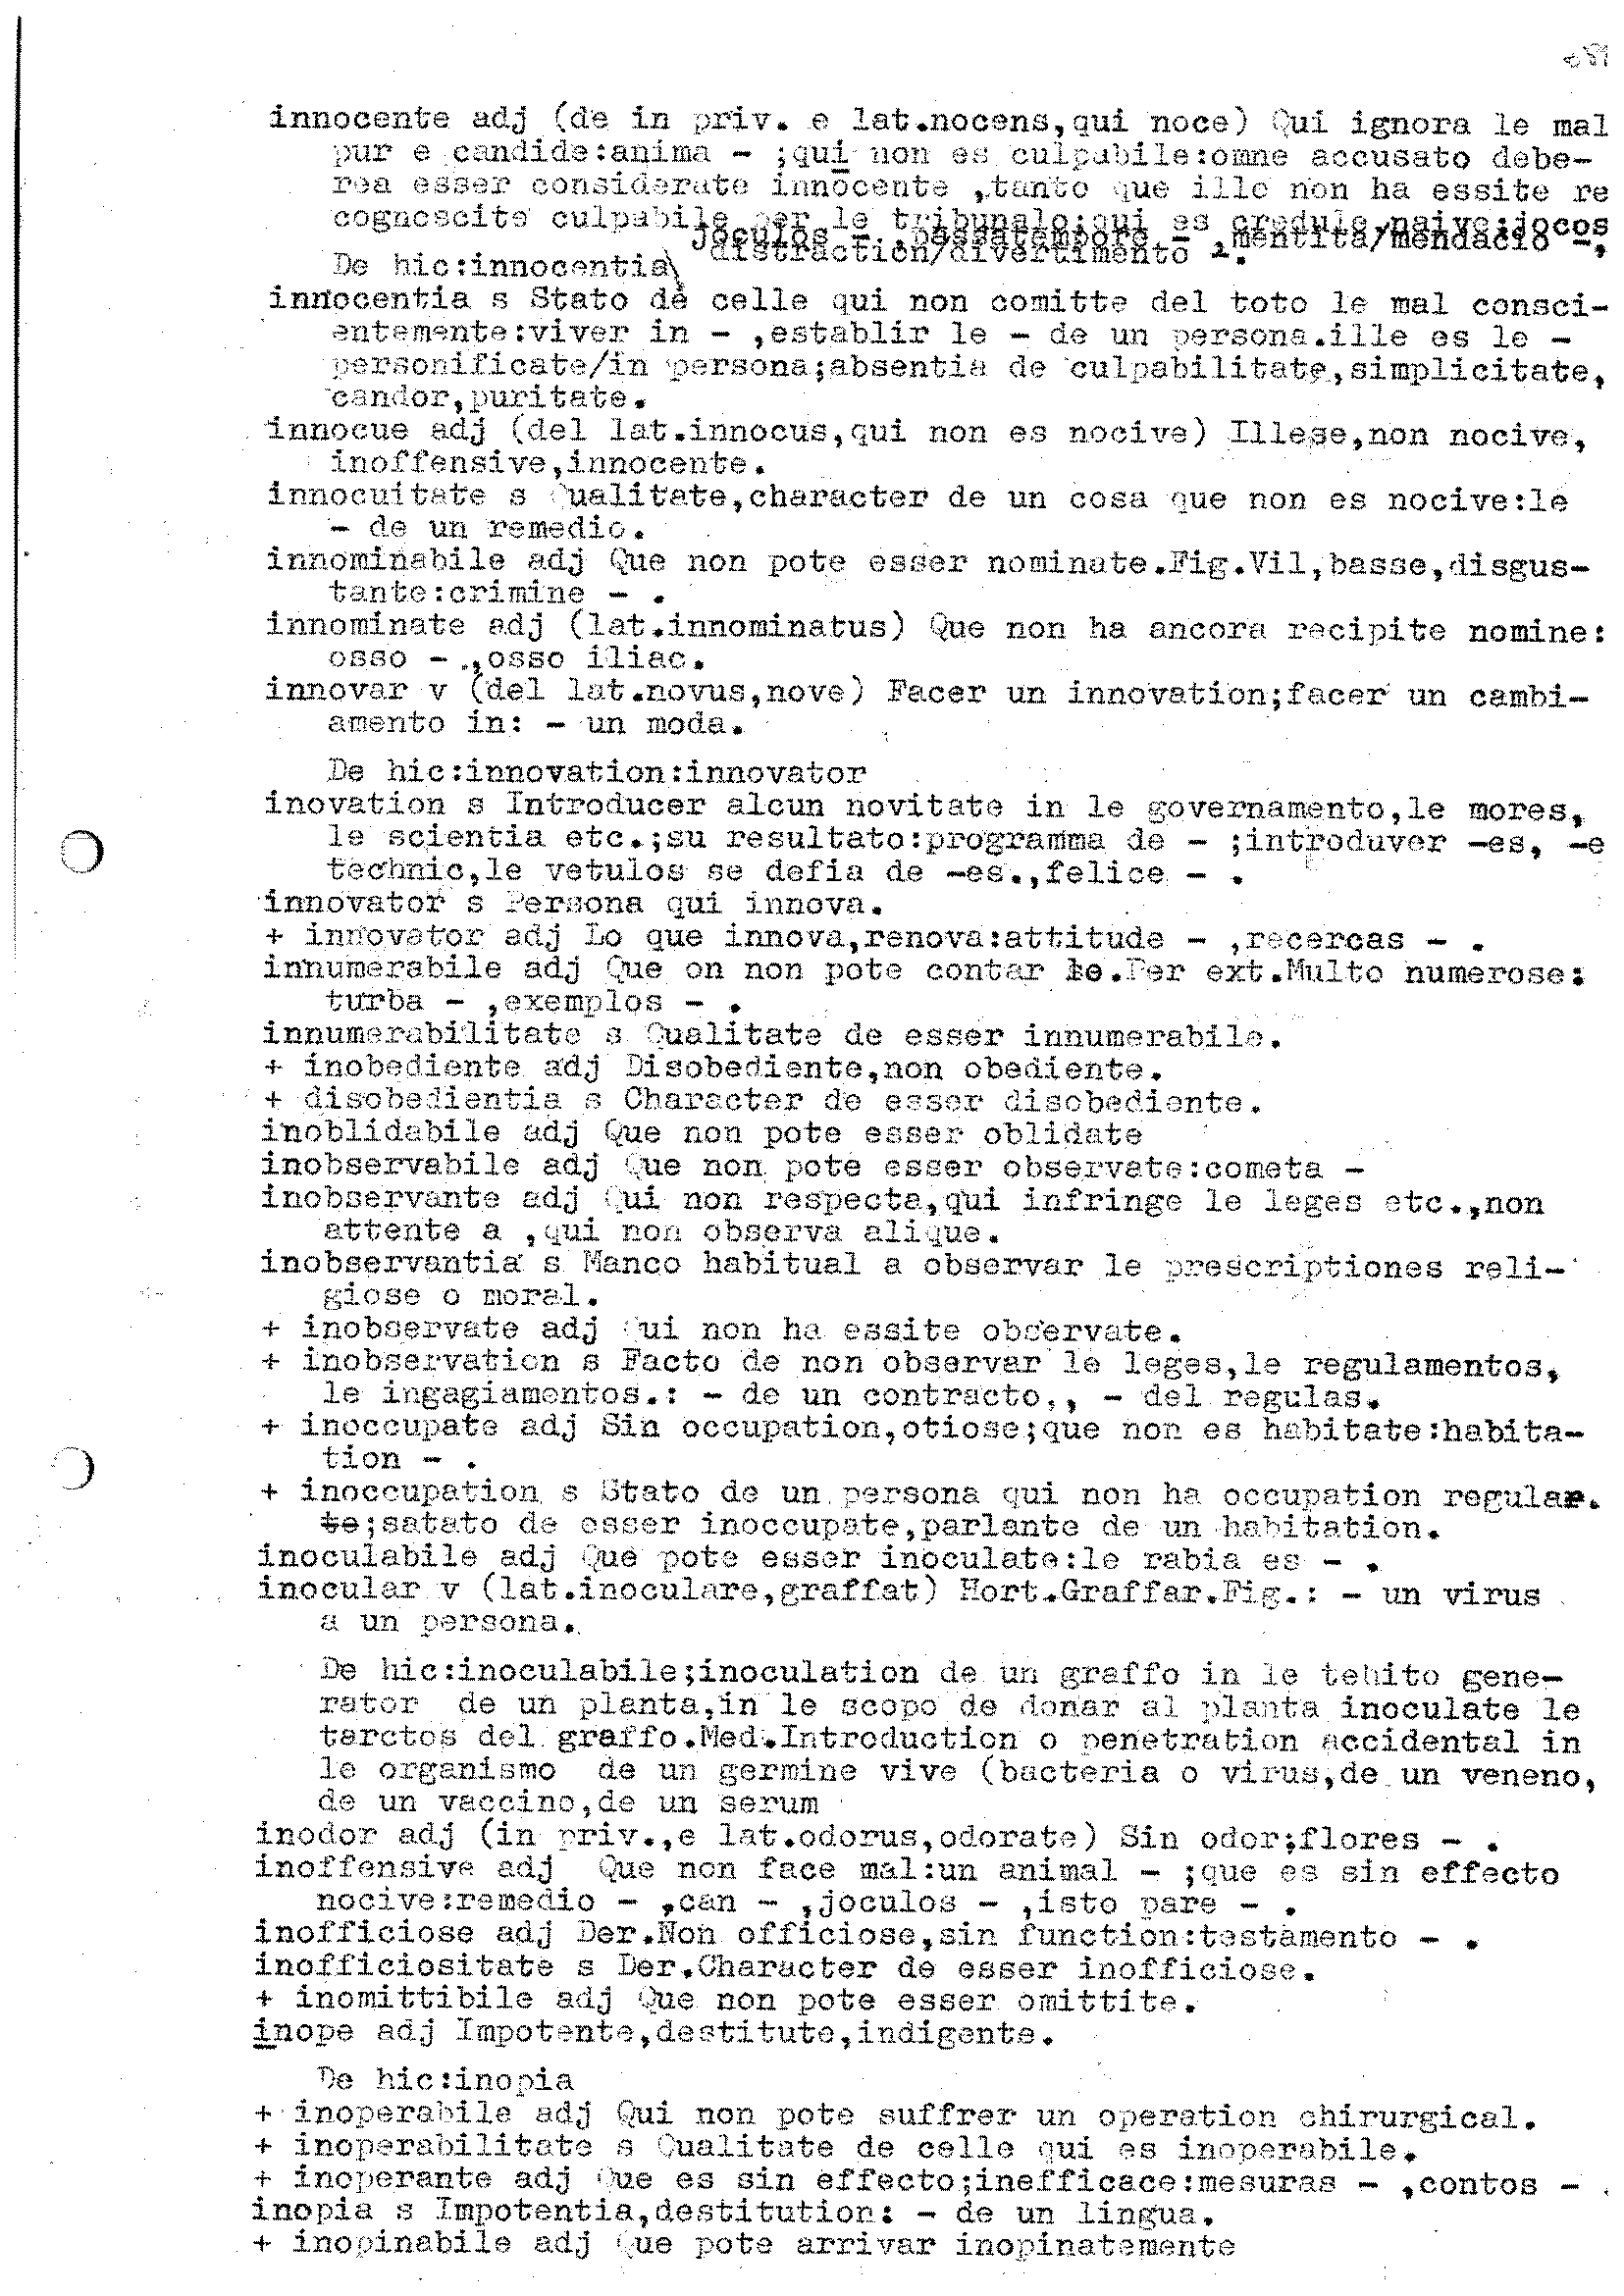 innocente adj (de in priv. e lat.nocens,qui noce) Qui ignora le mal
pur e candide:anima - ;qui non es culpabile:omne accusato debe-
rea esser considerate innocente ,tanto que ille non ha essite re
cognoscite culpabile per le tribunalo;qui es credule,naive:jocos
joculos - ,passatempore - ,mentita/mendacio -,
distraction/divertimento -.
De hic:innocentia\
innocentia s Stato de celle qui non comitte del toto le mal consci-
entemente:viver in - ,establir le - de un persona.ille es le -
personificate/in persona;absentia de culpabilitate,simplicitate,
candor,puritate.
innocue adj (del lat.innocus,qui non es nocive) Illese,non nocive,
inoffensive,innocente.
innocuitate s Qualitate,character de un cosa que non es nocive:le
- de un remedio.
innominabile adj Que non pote esser nominate.Fig.Vil,basse,disgus-
tante:crimine - .
innominate adj (lat.innominatus) Que non ha ancora recipite nomine:
osso - .,osso iliac.
innovar v (del lat.novus,nove) Facer un innovation;facer un cambi-
amento in: - un moda.
De hic:innovation:innovator
inovation s Introducer alcun novitate in le governamento,le mores,
le scientia etc.;su resultato:programma de - ;introduver -es, -e
technic,le vetulos se defia de -es.,felice - .
innovator s Persona qui innova.
+ innovator adj Lo que innova,renova:attitude - ,recercas - .
innumerabile adj Que on non pote contar le.Per ext.Multo numerose:
turba - ,exemplos - .
innumerabilitate s Qualitate de esser innumerabile.
+ inobediente adj Disobediente,non obediente.
+ disobedientia s Character de esser disobediente.
inoblidabile adj Que non pote esser oblidate
inobservabile adj Que non pote esser observate:cometa -
inobservante adj Qui non respecta,qui infringe le leges etc.,non
attente a ,qui non observa alique.
inobservantia s Manco habitual a observar le prescriptiones reli-
giose o moral.
+ inobservate adj Qui non ha essite observate.
+ inobservation s Facto de non observar le leges,le regulamentos,
le ingagiamentos.: - de un contracto., - del regulas.
+ inoccupate adj Sin occupation,otiose;que non es habitate:habita-
tion - .
+ inoccupation s Stato de un persona qui non ha occupation regular.
te;satato de esser inoccupate,parlante de un habitation.
inoculabile adj Que pote esser inoculate:le rabia es - .
inocular v (lat.inoculare,graffat) Hort.Graffar.Fig.: - un virus
a un persona.
De hic:inoculabile;inoculation de un graffo in le tehito gene-
rator de un planta,in le scopo de donar al planta inoculate le
tarctos del graffo.Med.Introduction o penetration accidental in
le organismo de un germine vive (bacteria o virus,de un veneno,
de un vaccino,de un serum
inodor adj (in priv.,e lat.odorus,odorate) Sin odor;flores - .
inoffensive adj Que non face mal:un animal - ;que es sin effecto
nocive:remedio - ,can - ,joculos - ,isto pare - .
inofficiose adj Der.Non officiose,sin function:testamento - .
inofficiositate s Der.Character de esser inofficiose.
+ inomittibile adj Que non pote esser omittite.
inope adj Impotente,destitute,indigente.
De hic:inopia
+ inoperabile adj Qui non pote suffrer un operation chirurgical.
+ inoperabilitate s Qualitate de celle qui es inoperabile.
+ inoperante adj Que es sin effecto;inefficace:mesuras - ,contos - .
inopia s Impotentia,destitution: - de un lingua.
+ inopinabile adj Que pote arrivar inopinatemente